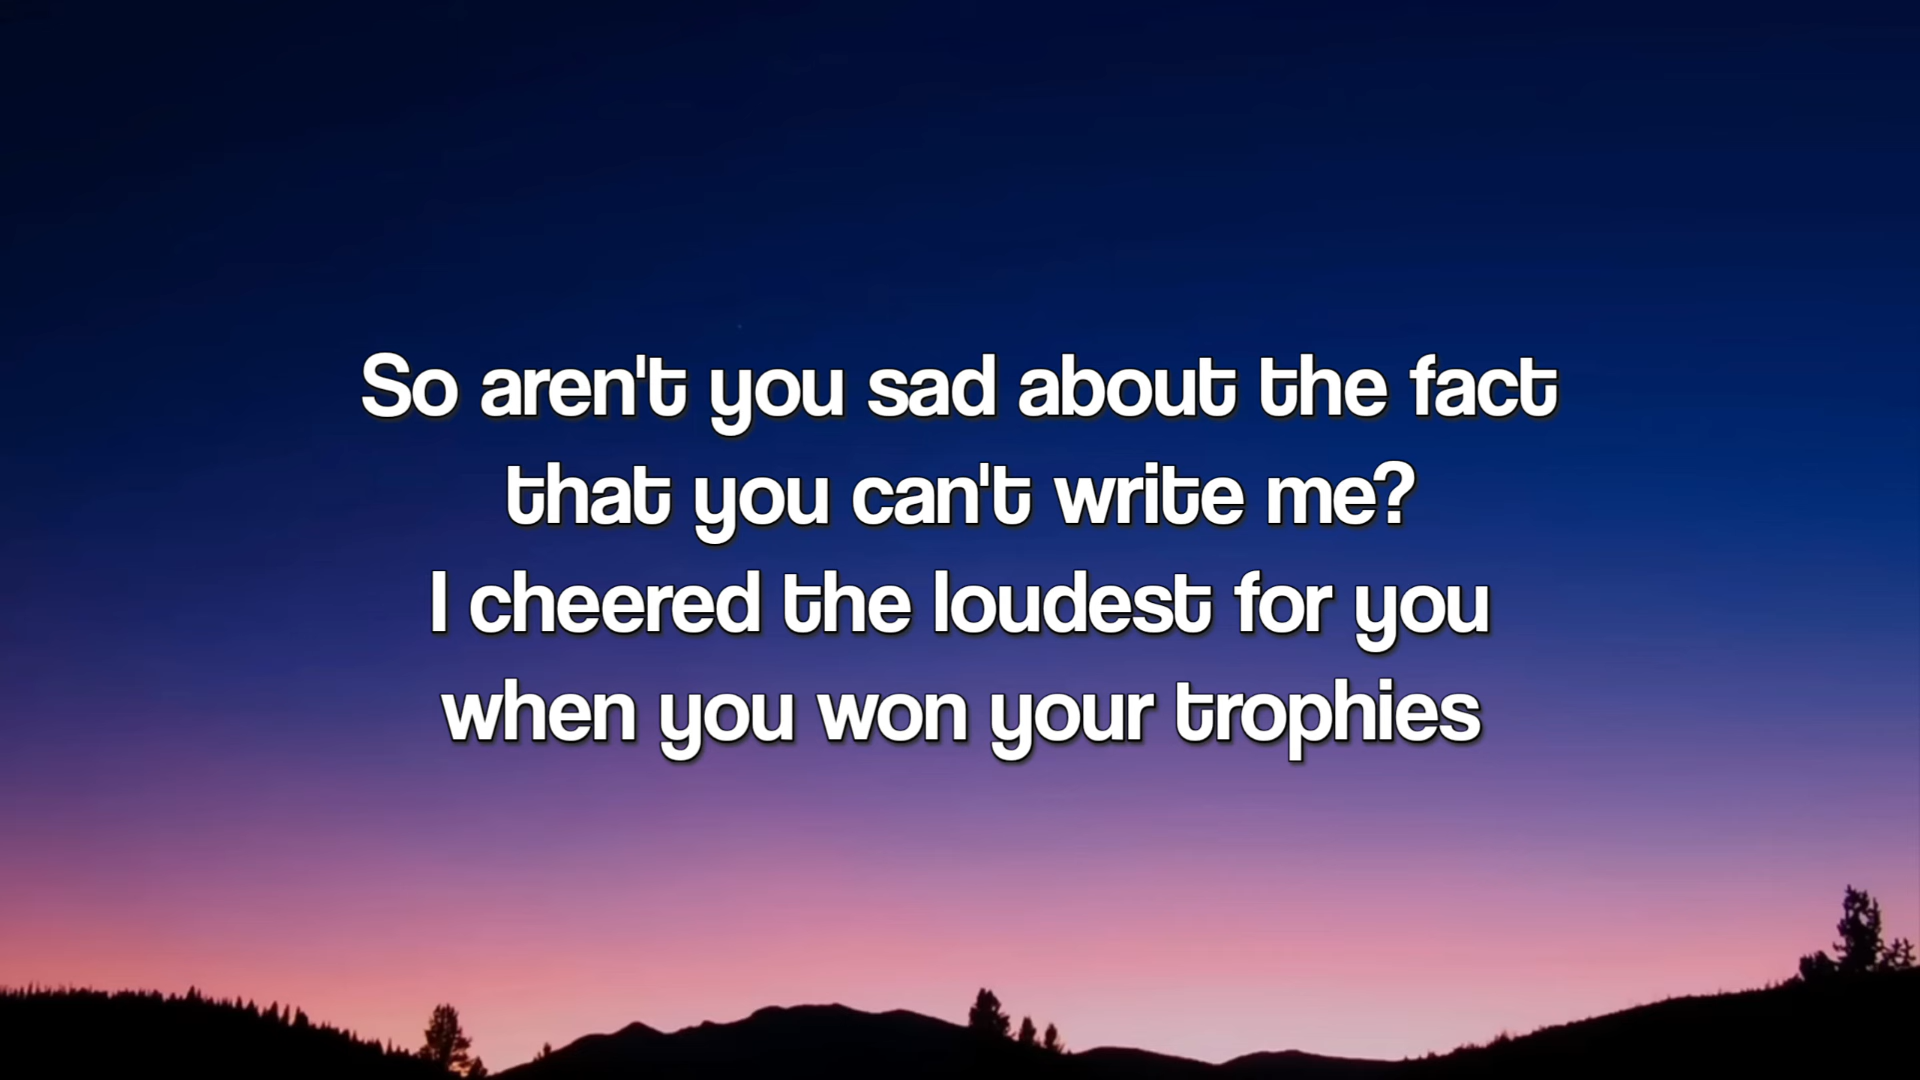 So aren't you sad about the fact
that you can't write me?
I cheered the loudest for you
when you won your trophies